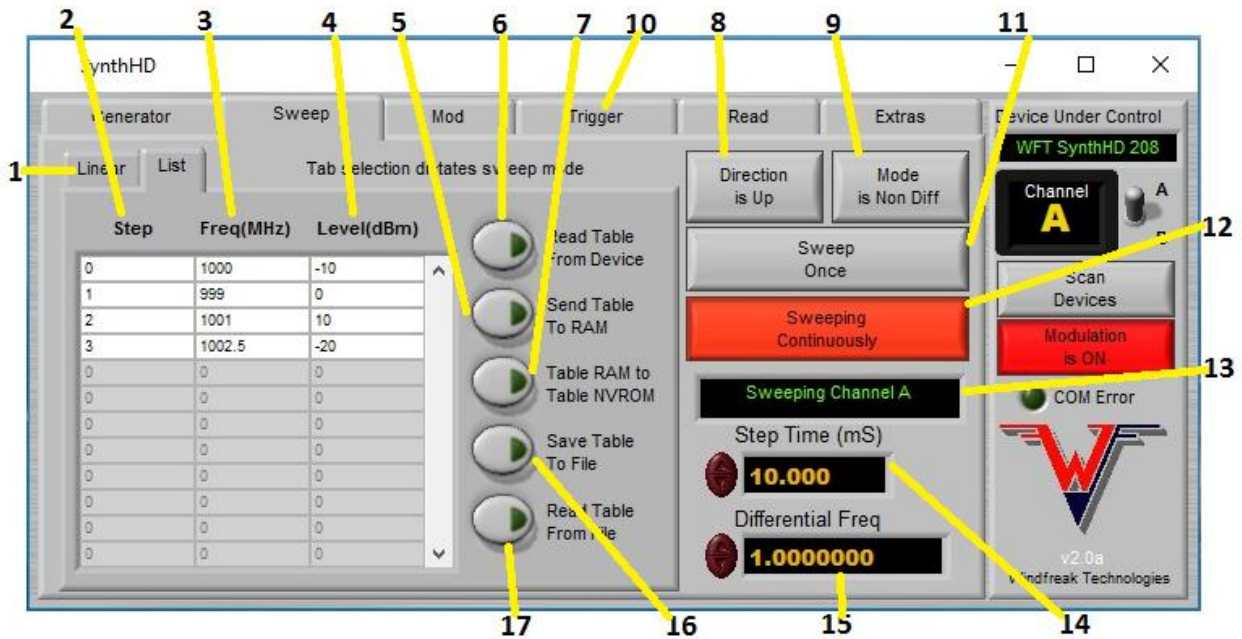 2 3 4 5 6 7 10 8 9 11
SynthHD
Generator Sweep Mod Trigger Read Extras Device Under Control
WFT SynthHD 208
1
Linear List Tab selection dictates sweep mode
Direction
is Up
Mode
is Non Diff
Channel
A
A
B
Step Freq(MHz) Level(dBm)
0 1000 -10
1 999 0
2 1001 10
3 1002.5 -20
0 0 0
0 0 0
0 0 0
0 0 0
0 0 0
0 0 0
0 0 0
0 0 0
Read Table
From Device
Send Table
To RAM
Table RAM to
Table NVROM
Save Table
To File
Read Table
From File
Sweep
Once
12
Sweeping
Continuously
Scan
Devices
Modulation
is ON
13
Sweeping Channel A
COM Error
Step Time (mS)
10.000
Differential Freq
1.0000000
v2.0a
Windfreak Technologies
17 16 15 14